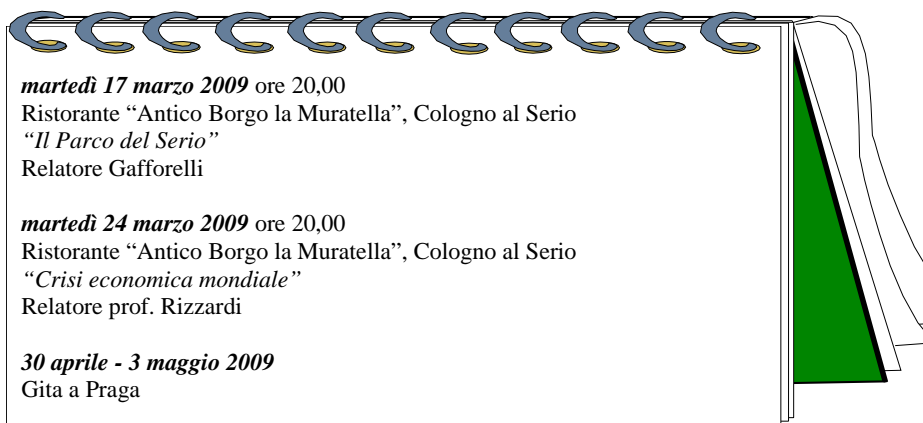 martedì 17 marzo 2009 ore 20,00
Ristorante “Antico Borgo la Muratella”, Cologno al Serio
“Il Parco del Serio”
Relatore Gafforelli
martedì 24 marzo 2009 ore 20,00
Ristorante “Antico Borgo la Muratella”, Cologno al Serio
“Crisi economica mondiale”
Relatore prof. Rizzardi
30 aprile - 3 maggio 2009
Gita a Praga